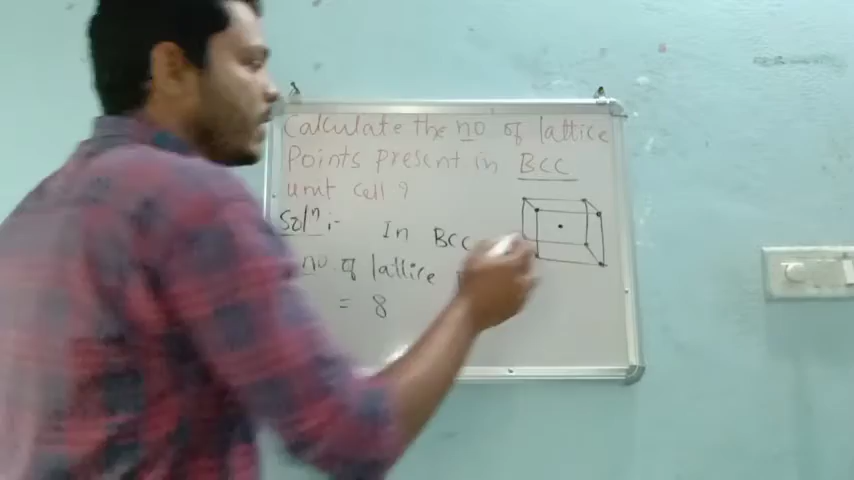 Calculate the no of lattice
Points present in BCC
unit cell ?
Solⁿ :- In BCC
no. of lattice
= 8